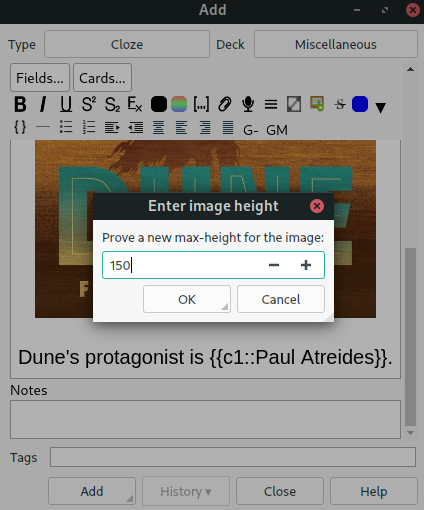 Add
Type Cloze Deck Miscellaneous
Fields... Cards...
B I U S² S₂ Eₓ [...] S
{} G- GM
DUNE
Enter image height
Prove a new max-height for the image:
150
OK Cancel
F
Dune's protagonist is {{c1::Paul Atreides}}.
Notes
Tags
Add History ▾ Close Help